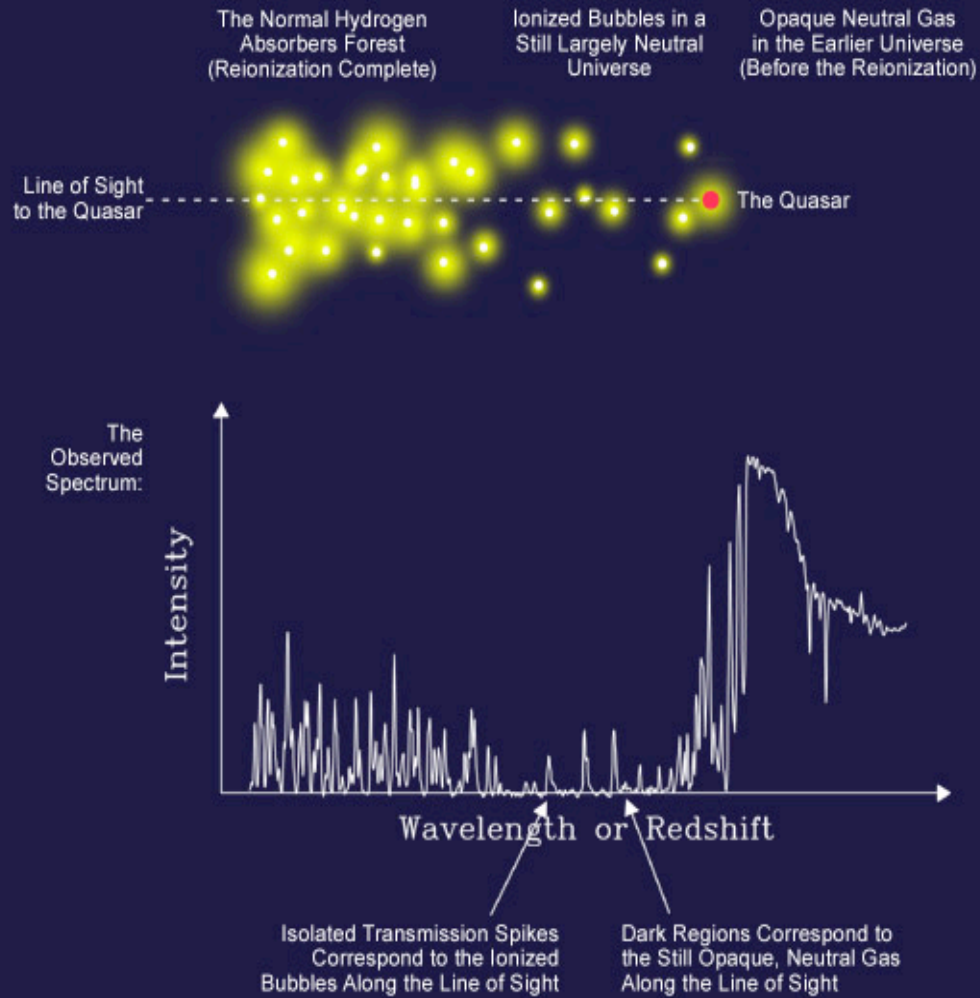 The Normal Hydrogen
Absorbers Forest
(Reionization Complete)
Ionized Bubbles in a
Still Largely Neutral
Universe
Opaque Neutral Gas
in the Earlier Universe
(Before the Reionization)
Line of Sight
to the Quasar
The Quasar
The
Observed
Spectrum:
Intensity
Wavelength or Redshift
Isolated Transmission Spikes
Correspond to the Ionized
Bubbles Along the Line of Sight
Dark Regions Correspond to
the Still Opaque, Neutral Gas
Along the Line of Sight